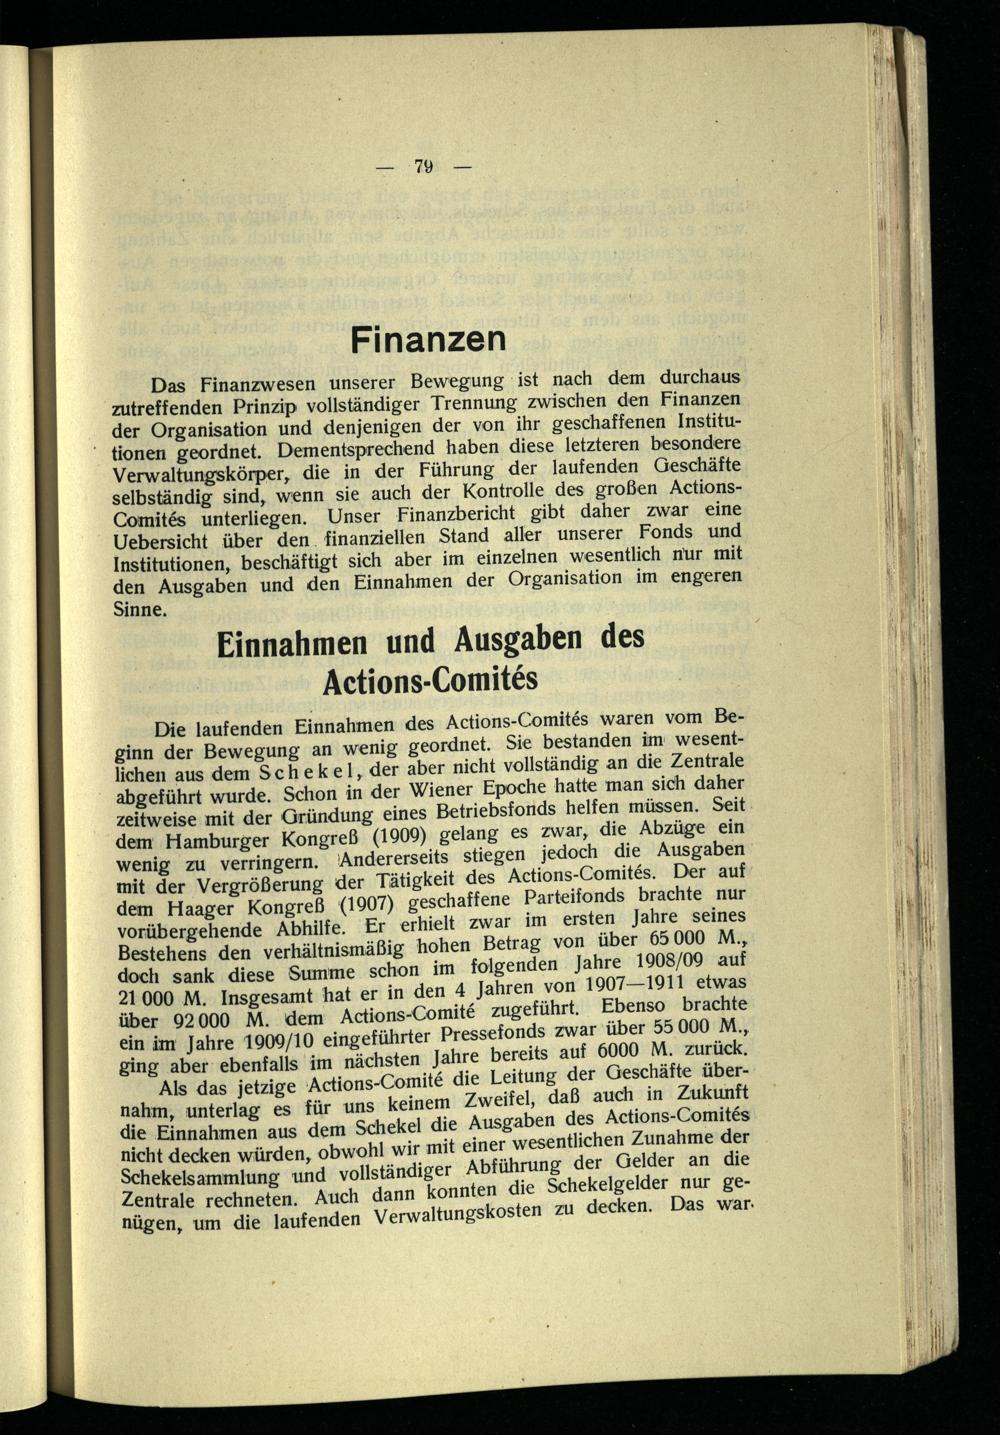 — 79 —
Finanzen
Das Finanzwesen unserer Bewegung ist nach dem durchaus
zutreffenden Prinzip vollständiger Trennung zwischen den Finanzen
der Organisation und denjenigen der von ihr geschaffenen Institu-
tionen geordnet. Dementsprechend haben diese letzteren besondere
Verwaltungskörper, die in der Führung der laufenden Geschäfte
selbständig sind, wenn sie auch der Kontrolle des großen Actions-
Comités unterliegen. Unser Finanzbericht gibt daher zwar eine
Uebersicht über den finanziellen Stand aller unserer Fonds und
Institutionen, beschäftigt sich aber im einzelnen wesentlich nur mit
den Ausgaben und den Einnahmen der Organisation im engeren
Sinne.
Einnahmen und Ausgaben des
Actions-Comités
Die laufenden Einnahmen des Actions-Comités waren vom Be-
ginn der Bewegung an wenig geordnet. Sie bestanden im wesent-
lichen aus dem Schekel, der aber nicht vollständig an die Zentrale
abgeführt wurde. Schon in der Wiener Epoche hatte man sich daher
zeitweise mit der Gründung eines Betriebsfonds helfen müssen. Seit
dem Hamburger Kongreß (1909) gelang es zwar, die Abzüge ein
wenig zu verringern. Andererseits stiegen jedoch die Ausgaben
mit der Vergrößerung der Tätigkeit des Actions-Comités. Der auf
dem Haager Kongreß (1907) geschaffene Parteifonds brachte nur
vorübergehende Abhilfe. Er erhielt zwar im ersten Jahre seines
Bestehens den verhältnismäßig hohen Betrag von über 65 000 M.,
doch sank diese Summe schon im folgenden Jahre 1908/09 auf
21 000 M. Insgesamt hat er in den 4 Jahren von 1907—1911 etwas
über 92 000 M. dem Actions-Comité zugeführt. Ebenso brachte
ein im Jahre 1909/10 eingeführter Pressefonds zwar über 55 000 M.,
ging aber ebenfalls im nächsten Jahre bereits auf 6000 M. zurück.
Als das jetzige Actions-Comité die Leitung der Geschäfte über-
nahm, unterlag es für uns keinem Zweifel, daß auch in Zukunft
die Einnahmen aus dem Schekel die Ausgaben des Actions-Comités
nicht decken würden, obwohl wir mit einer wesentlichen Zunahme der
Schekelsammlung und vollständiger Abführung der Gelder an die
Zentrale rechneten. Auch dann konnten die Schekelgelder nur ge-
nügen, um die laufenden Verwaltungskosten zu decken. Das war